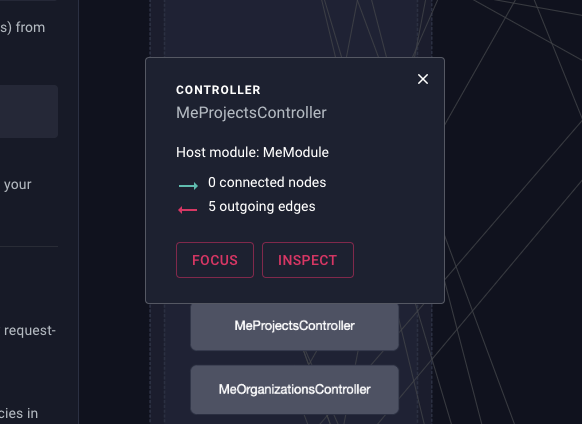 s) from
CONTROLLER
MeProjectsController
Host module: MeModule
0 connected nodes
your
5 outgoing edges
FOCUS INSPECT
request-
MeProjectsController
MeOrganizationsController
cies in